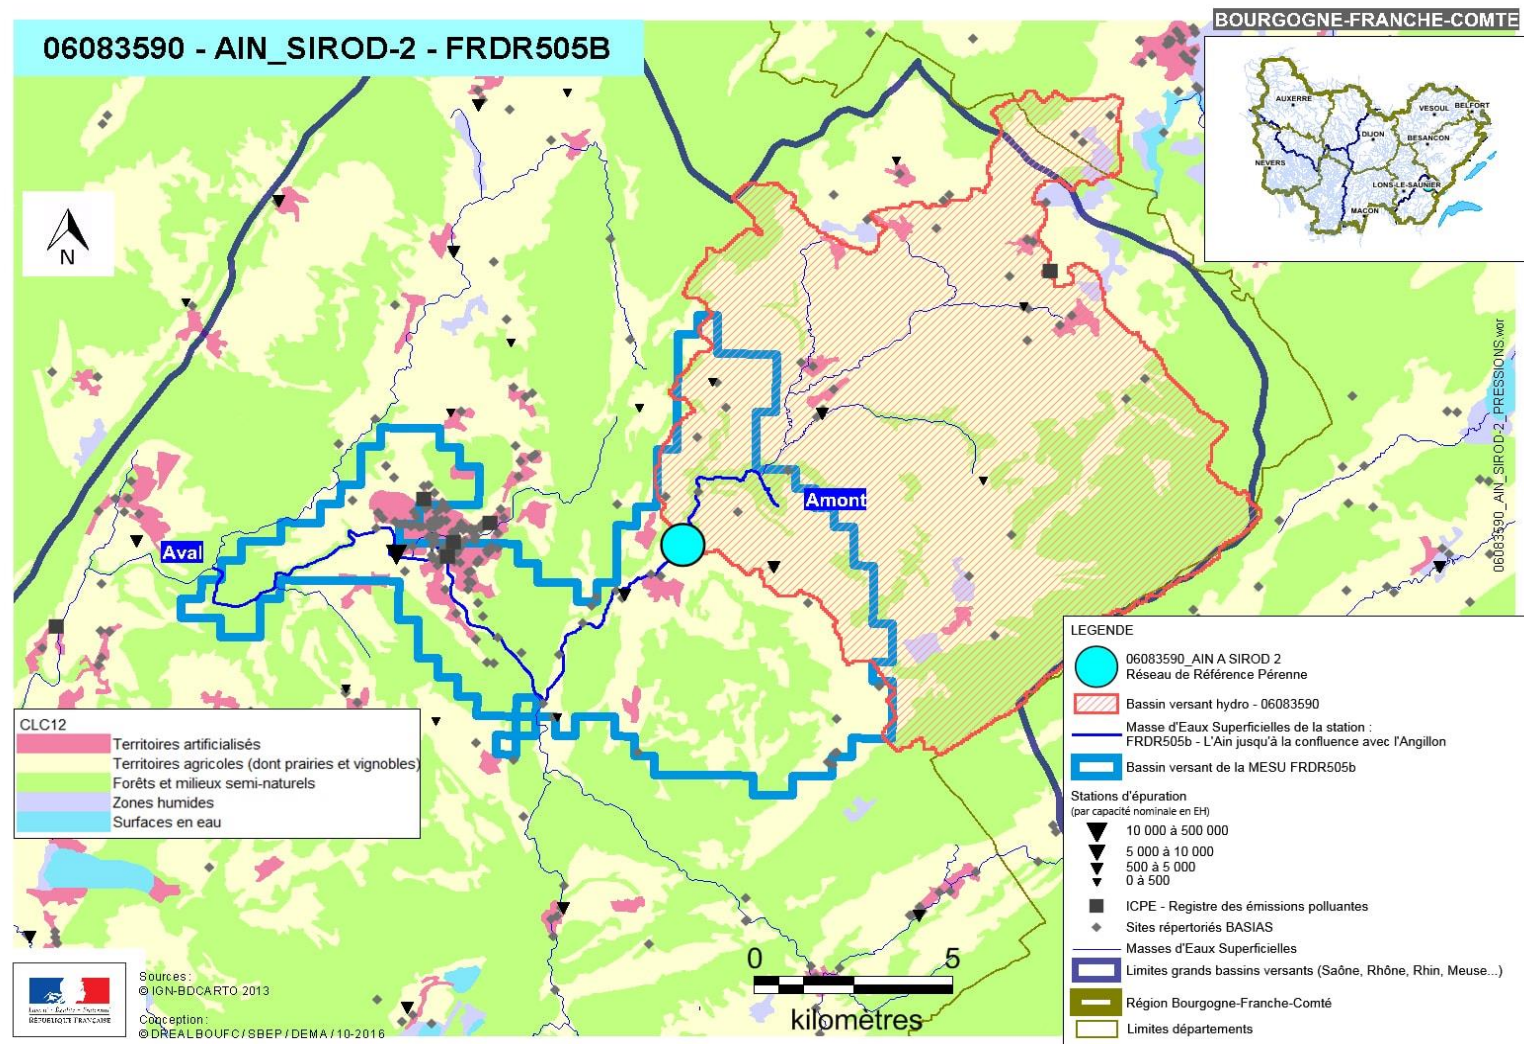 BOURGOGNE-FRANCHE-COMTE
06083590 - AIN_SIROD-2 - FRDR505B
AUXERRE
VESOUL
BELFORT
DIJON
BESANCON
NEVERS
LONS-LE-SAUNIER
MACON
N
06083590_AIN_SIROD-2_PRESSIONS.wor
Amont
Aval
LEGENDE
06083590_AIN A SIROD 2
Réseau de Référence Pérenne
Bassin versant hydro - 06083590
Masse d'Eaux Superficielles de la station :
FRDR505b - L'Ain jusqu'à la confluence avec l'Angillon
Bassin versant de la MESU FRDR505b
Stations d'épuration
(par capacité nominale en EH)
10 000 à 500 000
5 000 à 10 000
500 à 5 000
0 à 500
ICPE - Registre des émissions polluantes
Sites répertoriés BASIAS
Masses d'Eaux Superficielles
Limites grands bassins versants (Saône, Rhône, Rhin, Meuse...)
Région Bourgogne-Franche-Comté
Limites départements
CLC12
Territoires artificialisés
Territoires agricoles (dont prairies et vignobles)
Forêts et milieux semi-naturels
Zones humides
Surfaces en eau
0 5
kilomètres
Liberté • Égalité • Fraternité
RÉPUBLIQUE FRANÇAISE
Sources :
© IGN-BDCARTO 2013
Conception :
© DREAL BOUFC / SBEP / DEMA / 10-2016